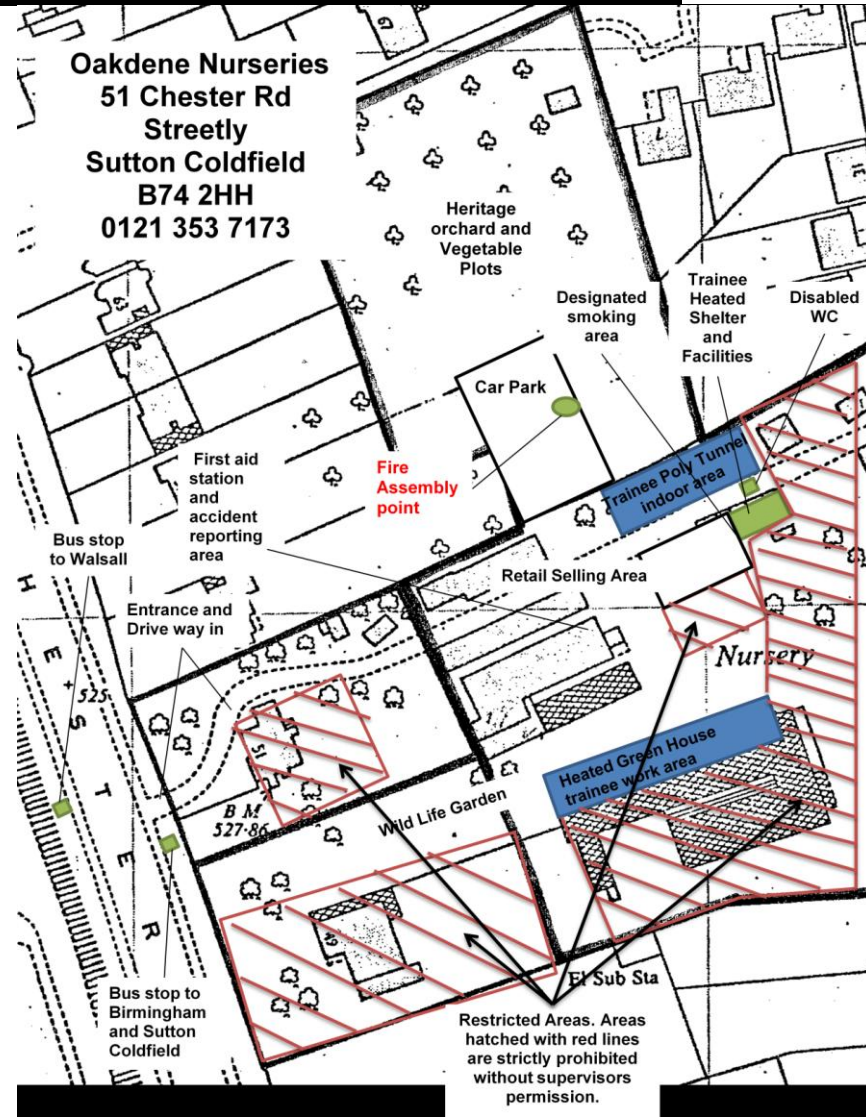 Oakdene Nurseries
51 Chester Rd
Streetly
Sutton Coldfield
B74 2HH
0121 353 7173
Heritage
orchard and
Vegetable
Plots
Designated
smoking
area
Trainee
Heated
Shelter
and
Facilities
Disabled
WC
Car Park
First aid
station
and
accident
reporting
area
Fire
Assembly
point
Trainee Poly Tunnel
indoor area
Bus stop
to Walsall
Entrance and
Drive way in
Retail Selling Area
Nursery
H
E
S
T
E
R
525
51
B M
527·86
Wild Life Garden
Heated Green House
trainee work area
49
63
El Sub Sta
Bus stop to
Birmingham
and Sutton
Coldfield
Restricted Areas. Areas
hatched with red lines
are strictly prohibited
without supervisors
permission.